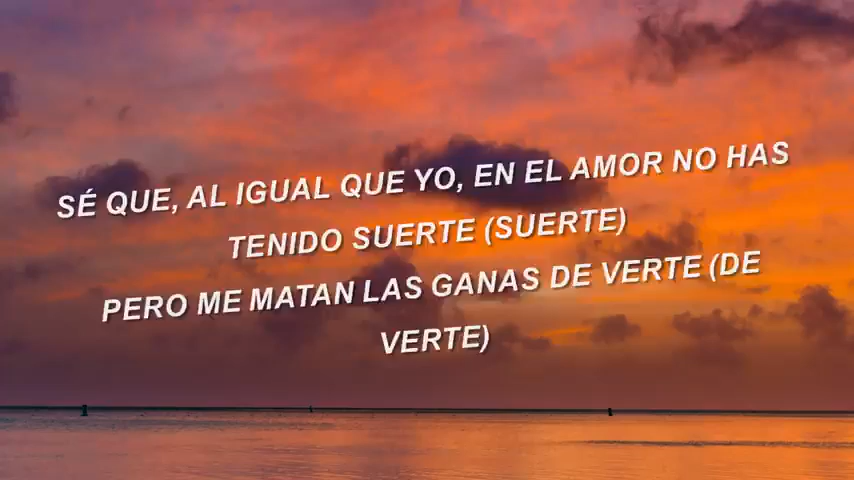 SÉ QUE, AL IGUAL QUE YO, EN EL AMOR NO HAS
TENIDO SUERTE (SUERTE)
PERO ME MATAN LAS GANAS DE VERTE (DE
VERTE)